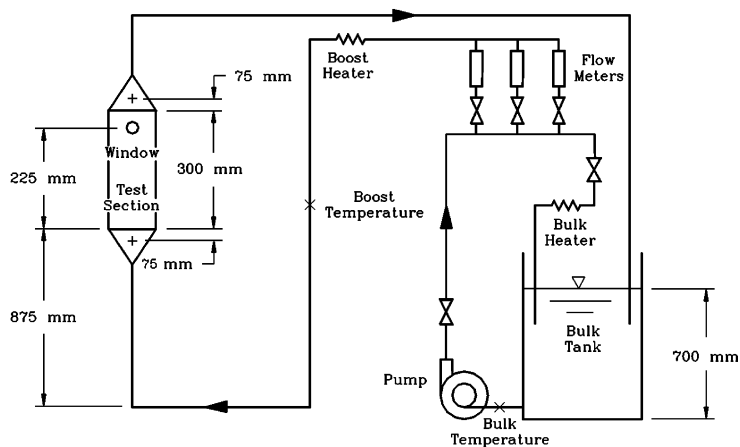 75 mm
Boost
Heater
Flow
Meters
Window
225 mm
300 mm
Test
Section
Boost
Temperature
Bulk
Heater
75 mm
875 mm
Bulk
Tank
700 mm
Pump
Bulk
Temperature